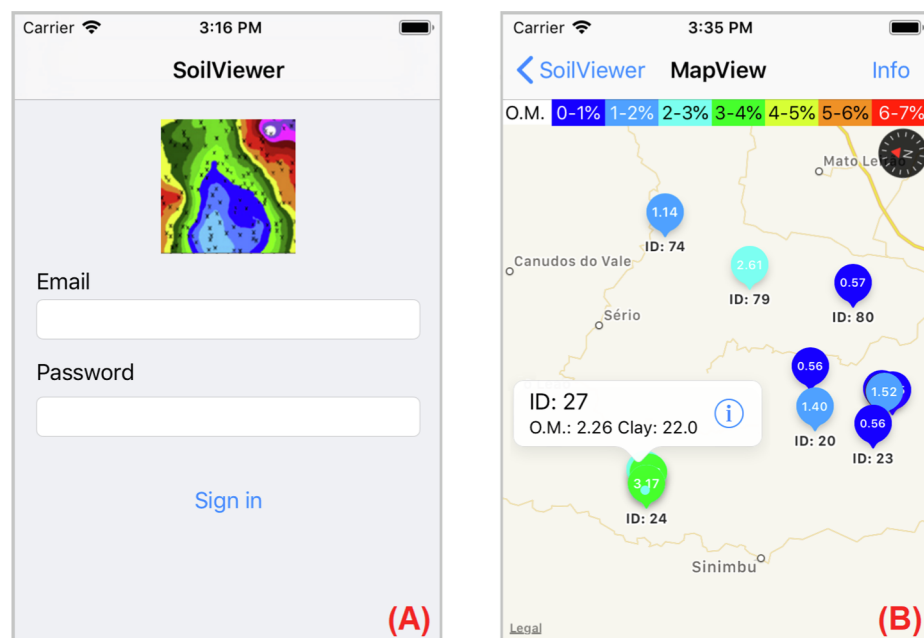 Carrier 3:16 PM
SoilViewer
Email
Password
Sign in
(A)
Carrier 3:35 PM
SoilViewer MapView Info
O.M. 0-1% 1-2% 2-3% 3-4% 4-5% 5-6% 6-7%
N
Mato
1.14
ID: 74
Canudos do Vale
2.61
ID: 79
0.57
ID: 80
Sério
0.56
1.52
ID: 27
O.M.: 2.26 Clay: 22.0
i
1.40
ID: 20
0.56
ID: 23
3.17
ID: 24
Sinimbu
Legal
(B)